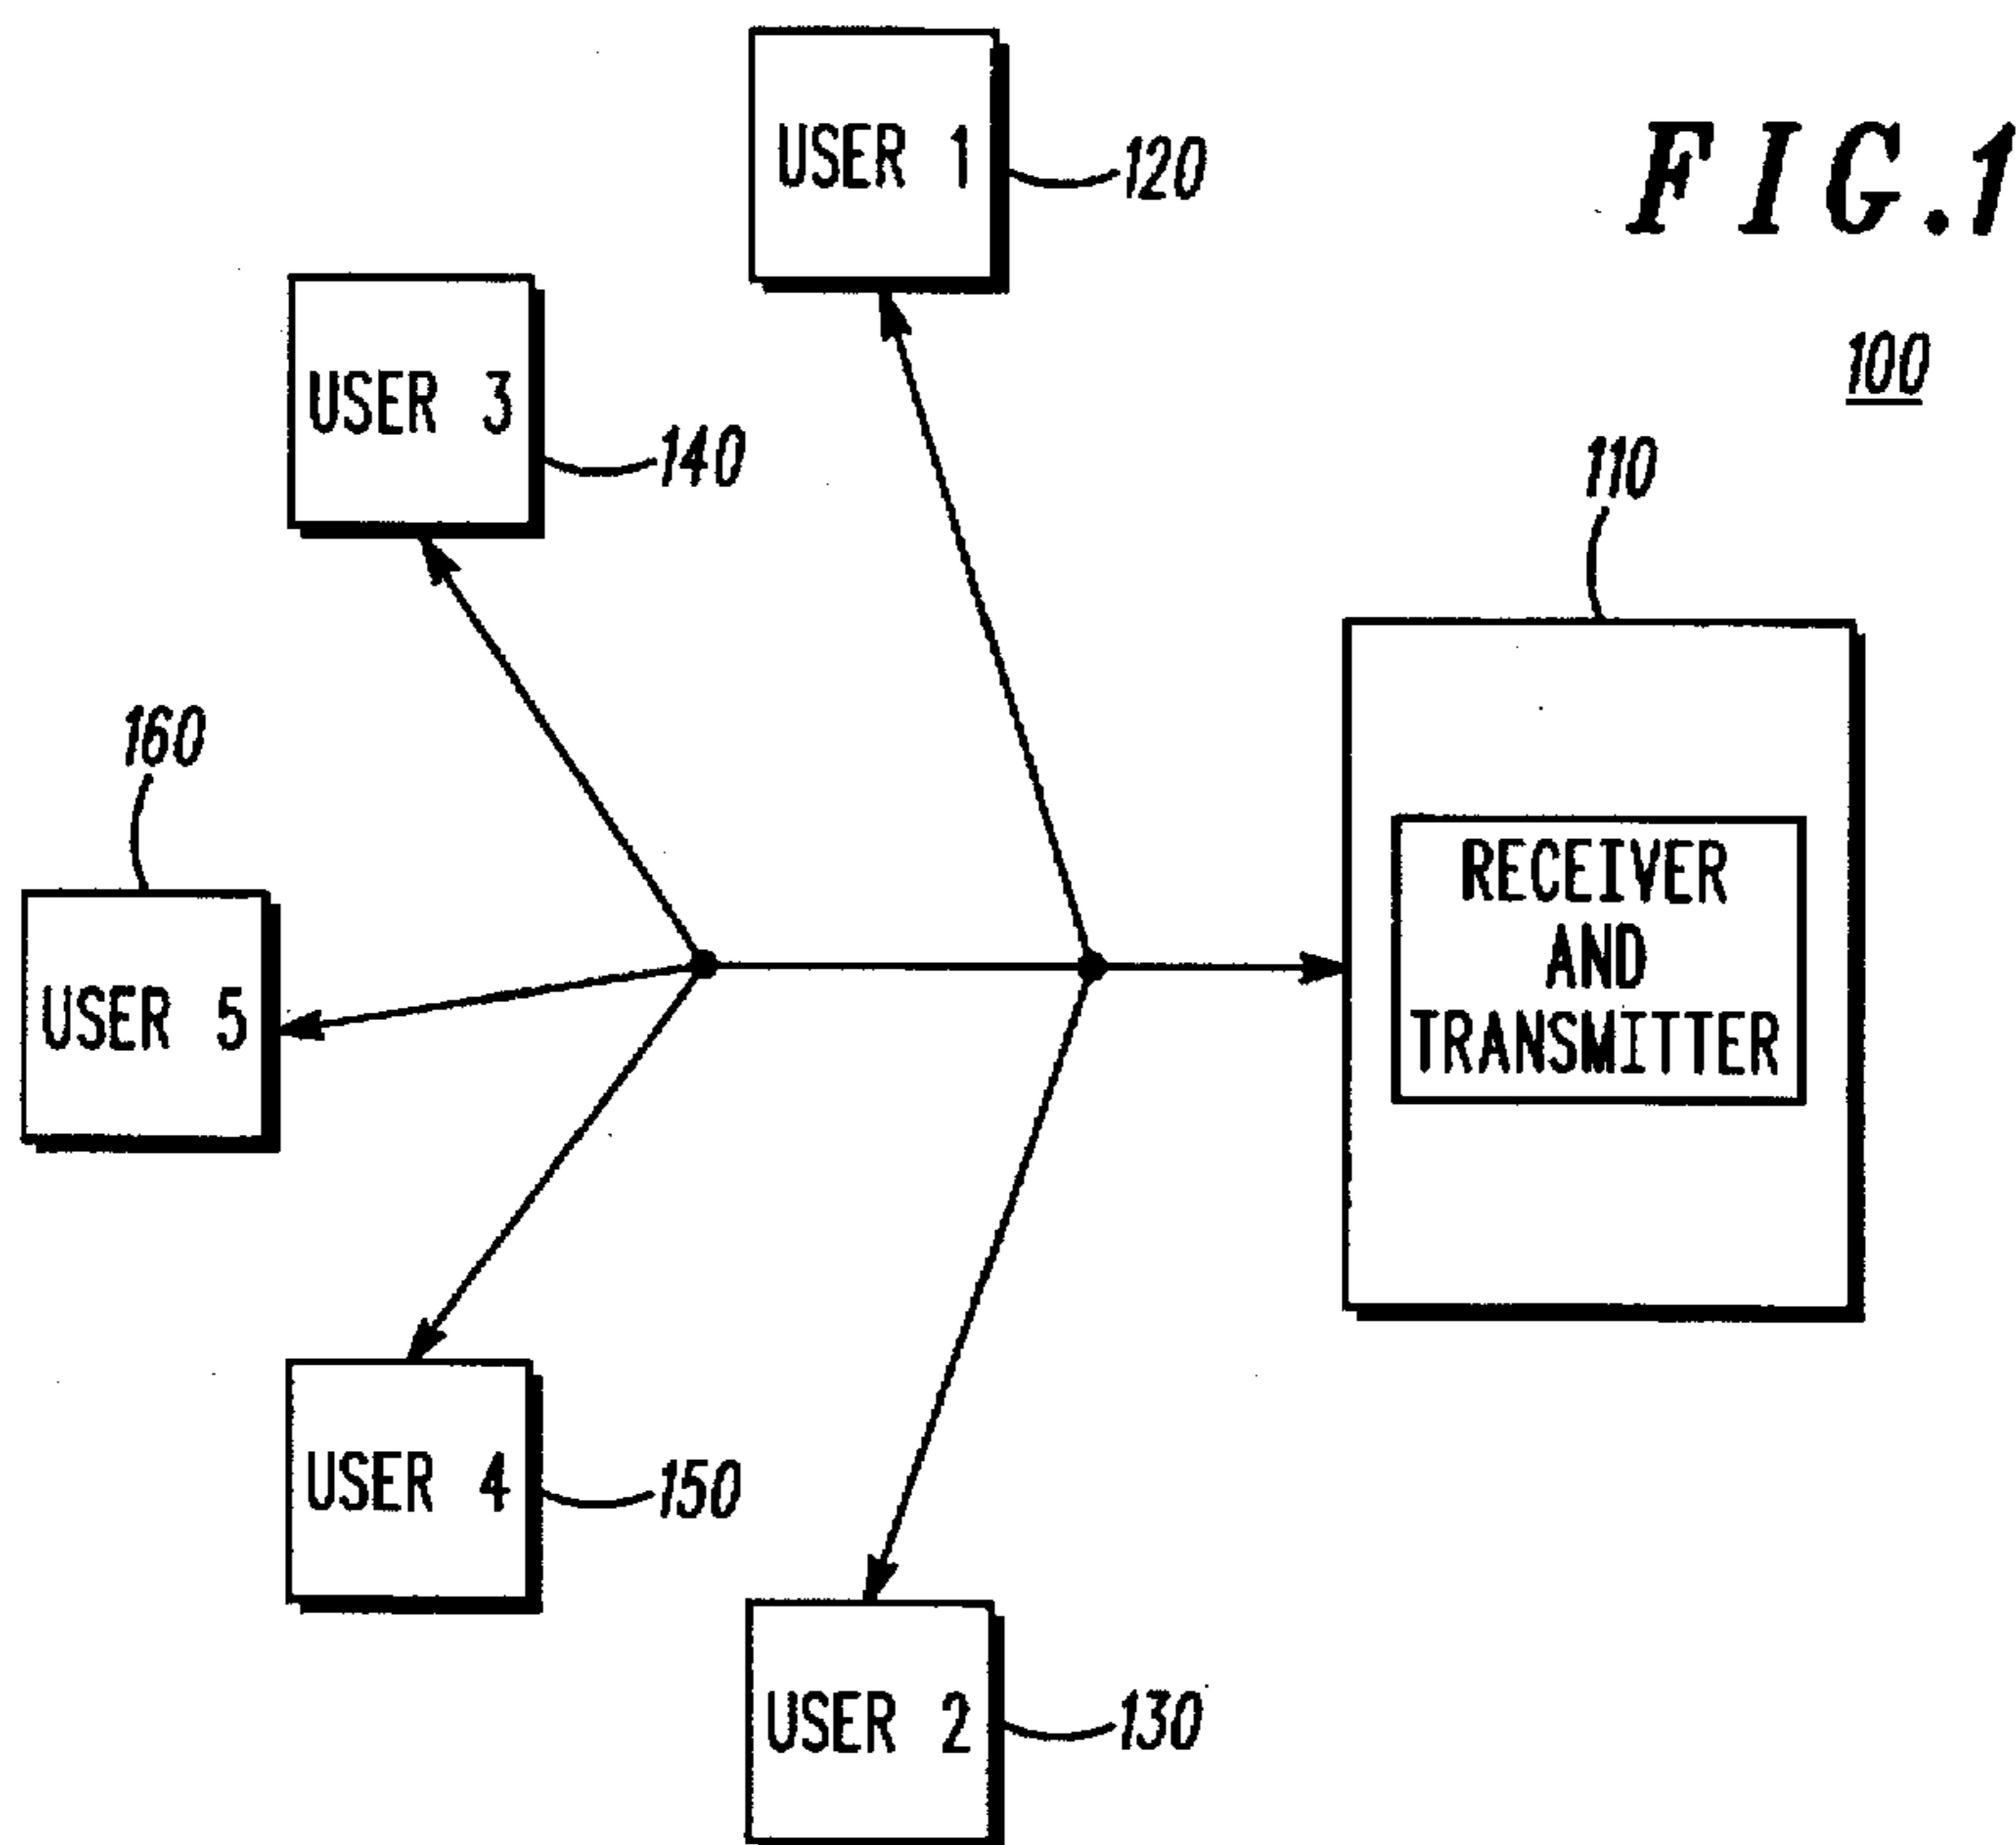 FIG.1
100
USER 1
120
USER 3
140
110
160
RECEIVER
AND
TRANSMITTER
USER 5
USER 4
150
USER 2
130